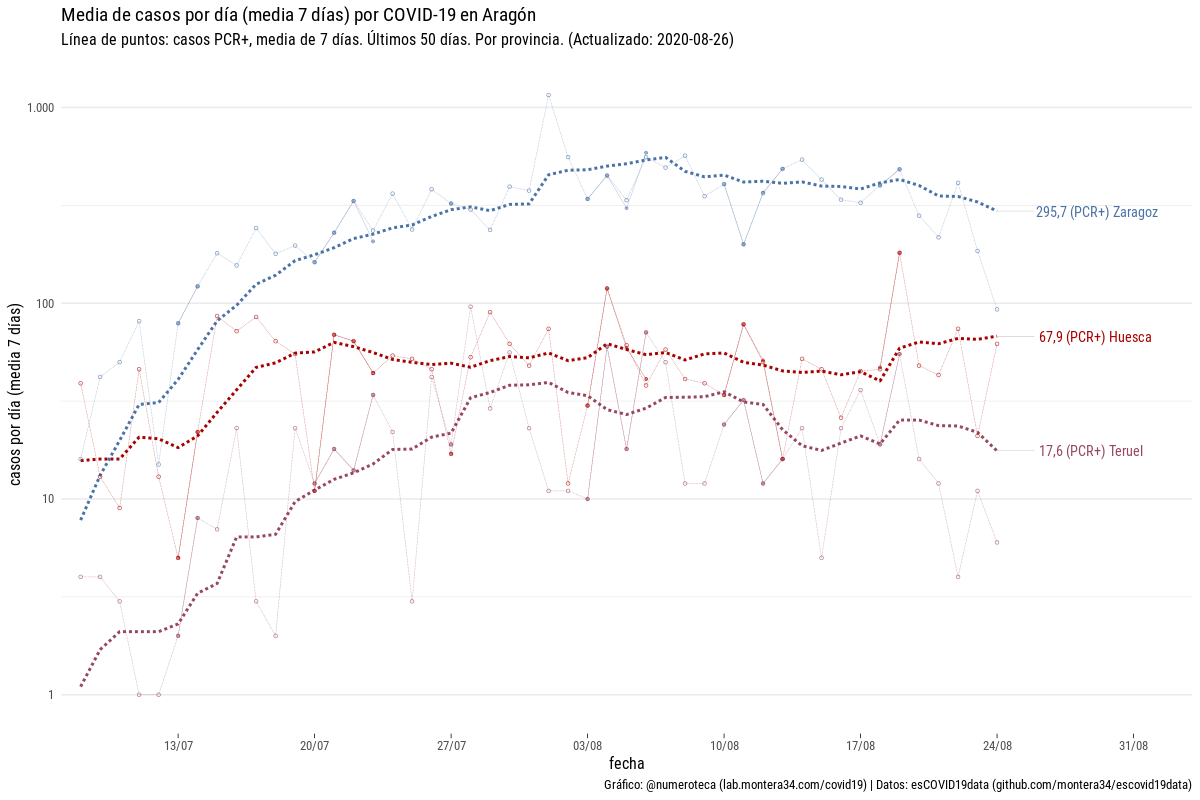 Media de casos por día (media 7 días) por COVID-19 en Aragón
Línea de puntos: casos PCR+, media de 7 días. Últimos 50 días. Por provincia. (Actualizado: 2020-08-26)
casos por día (media 7 días)
1.000
100
10
1
295,7 (PCR+) Zaragoz
67,9 (PCR+) Huesca
17,6 (PCR+) Teruel
13/07
20/07
27/07
03/08
10/08
17/08
24/08
31/08
fecha
Gráfico: @numeroteca (lab.montera34.com/covid19) | Datos: esCOVID19data (github.com/montera34/escovid19data)